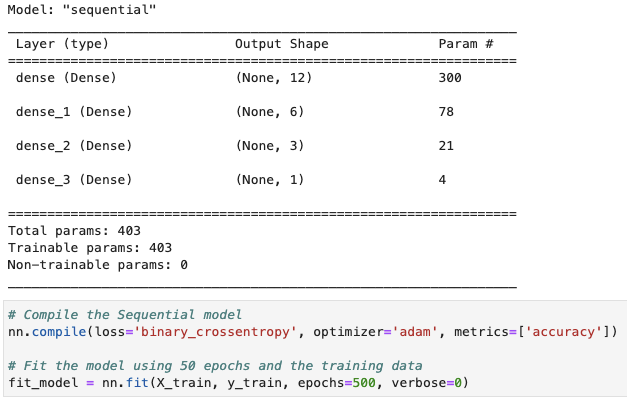 Model: "sequential"
_________________________________________________________________
Layer (type) Output Shape Param #
=================================================================
dense (Dense) (None, 12) 300
dense_1 (Dense) (None, 6) 78
dense_2 (Dense) (None, 3) 21
dense_3 (Dense) (None, 1) 4
=================================================================
Total params: 403
Trainable params: 403
Non-trainable params: 0
_________________________________________________________________
# Compile the Sequential model
nn.compile(loss='binary_crossentropy', optimizer='adam', metrics=['accuracy'])
# Fit the model using 50 epochs and the training data
fit_model = nn.fit(X_train, y_train, epochs=500, verbose=0)